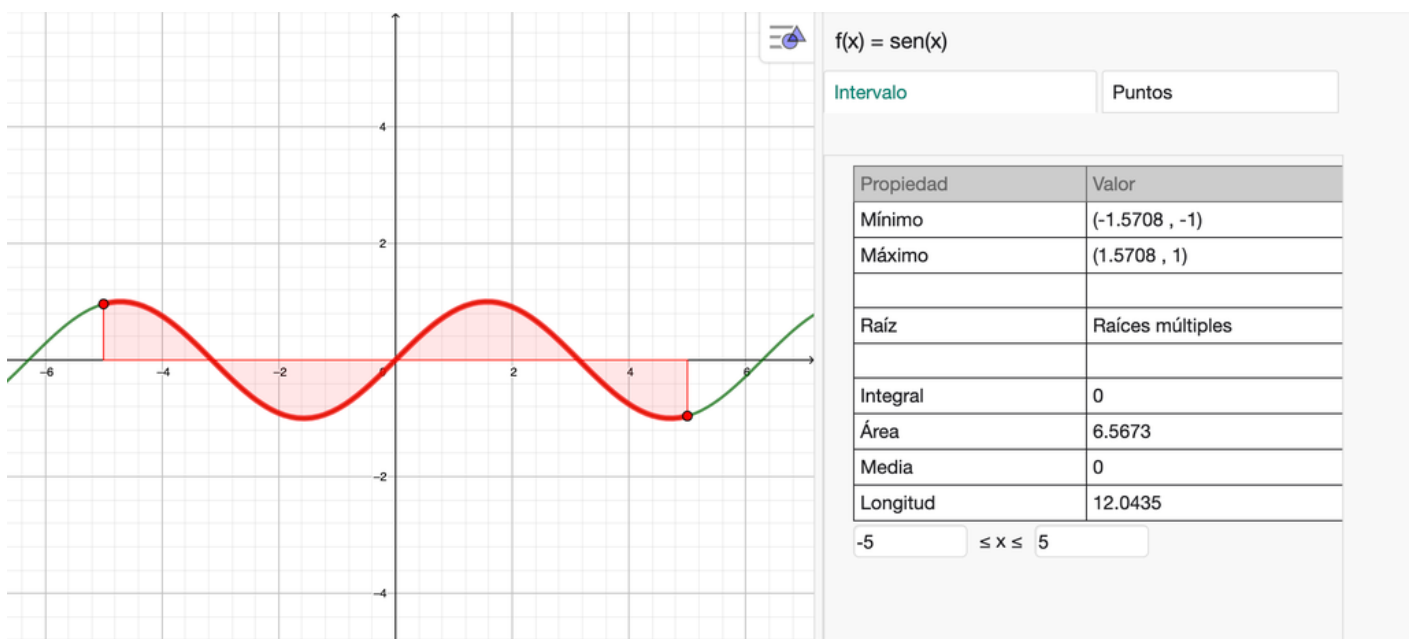 f(x) = sen(x)
Intervalo Puntos
Propiedad Valor
Mínimo (-1.5708 , -1)
Máximo (1.5708 , 1)
Raíz Raíces múltiples
Integral 0
Área 6.5673
Media 0
Longitud 12.0435
-5 ≤ x ≤ 5
4
2
-6 -4 -2 0 2 4 6
-2
-4